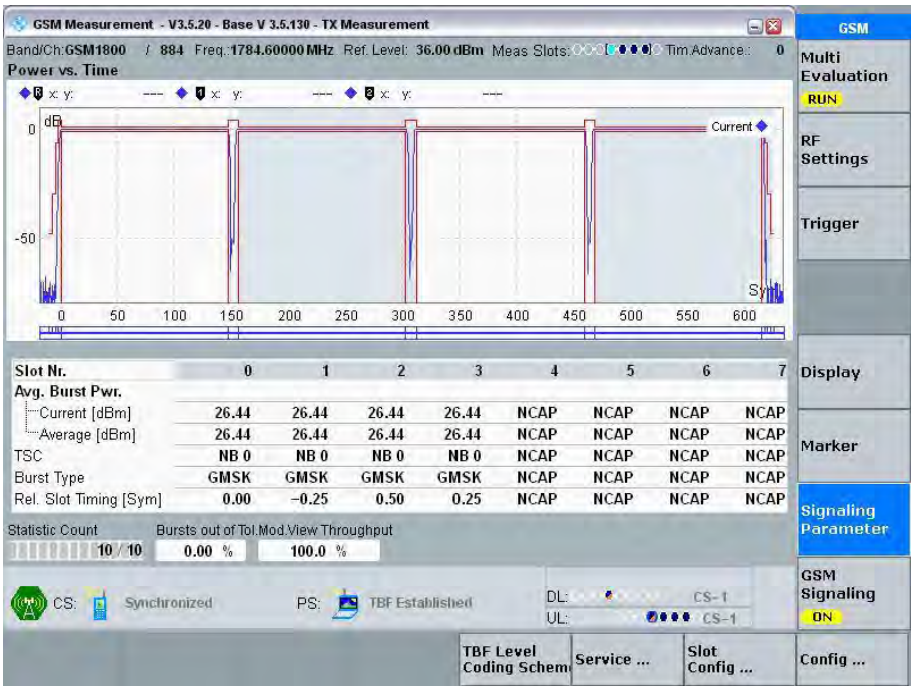 GSM Measurement - V3.5.20 - Base V 3.5.130 - TX Measurement
GSM
Band/Ch:GSM1800 / 884 Freq.:1784.60000 MHz Ref. Level: 36.00 dBm Meas Slots: Tim.Advance.: 0
Power vs. Time
Multi Evaluation
RUN
x: y: --- x: y: --- x: y: ---
dB
Current
0
-50
Sym
0 50 100 150 200 250 300 350 400 450 500 550 600
RF Settings
Trigger
Slot Nr. 0 1 2 3 4 5 6 7
Avg. Burst Pwr.
Current [dBm] 26.44 26.44 26.44 26.44 NCAP NCAP NCAP NCAP
Average [dBm] 26.44 26.44 26.44 26.44 NCAP NCAP NCAP NCAP
TSC NB 0 NB 0 NB 0 NB 0 NCAP NCAP NCAP NCAP
Burst Type GMSK GMSK GMSK GMSK NCAP NCAP NCAP NCAP
Rel. Slot Timing [Sym] 0.00 −0.25 0.50 0.25 NCAP NCAP NCAP NCAP
Display
Marker
Signaling Parameter
Statistic Count Bursts out of Tol. Mod.View Throughput
10 / 10 0.00 % 100.0 %
CS: Synchronized PS: TBF Established
DL: CS-1
UL: CS-1
GSM Signaling
ON
TBF Level
Coding Schem
Service ...
Slot
Config ...
Config ...